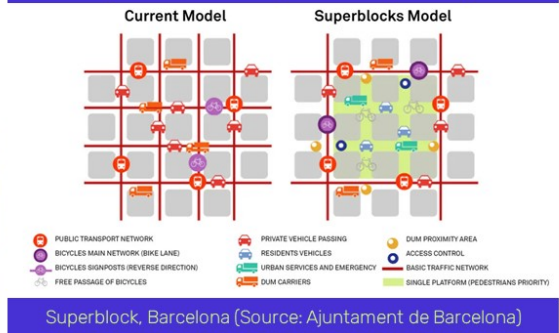 Current Model
Superblocks Model
PUBLIC TRANSPORT NETWORK
BICYCLES MAIN NETWORK (BIKE LANE)
BICYCLES SIGNPOSTS (REVERSE DIRECTION)
FREE PASSAGE OF BICYCLES
PRIVATE VEHICLE PASSING
RESIDENTS VEHICLES
URBAN SERVICES AND EMERGENCY
DUM CARRIERS
DUM PROXIMITY AREA
ACCESS CONTROL
BASIC TRAFFIC NETWORK
SINGLE PLATFORM (PEDESTRIANS PRIORITY)
Superblock, Barcelona (Source: Ajuntament de Barcelona)